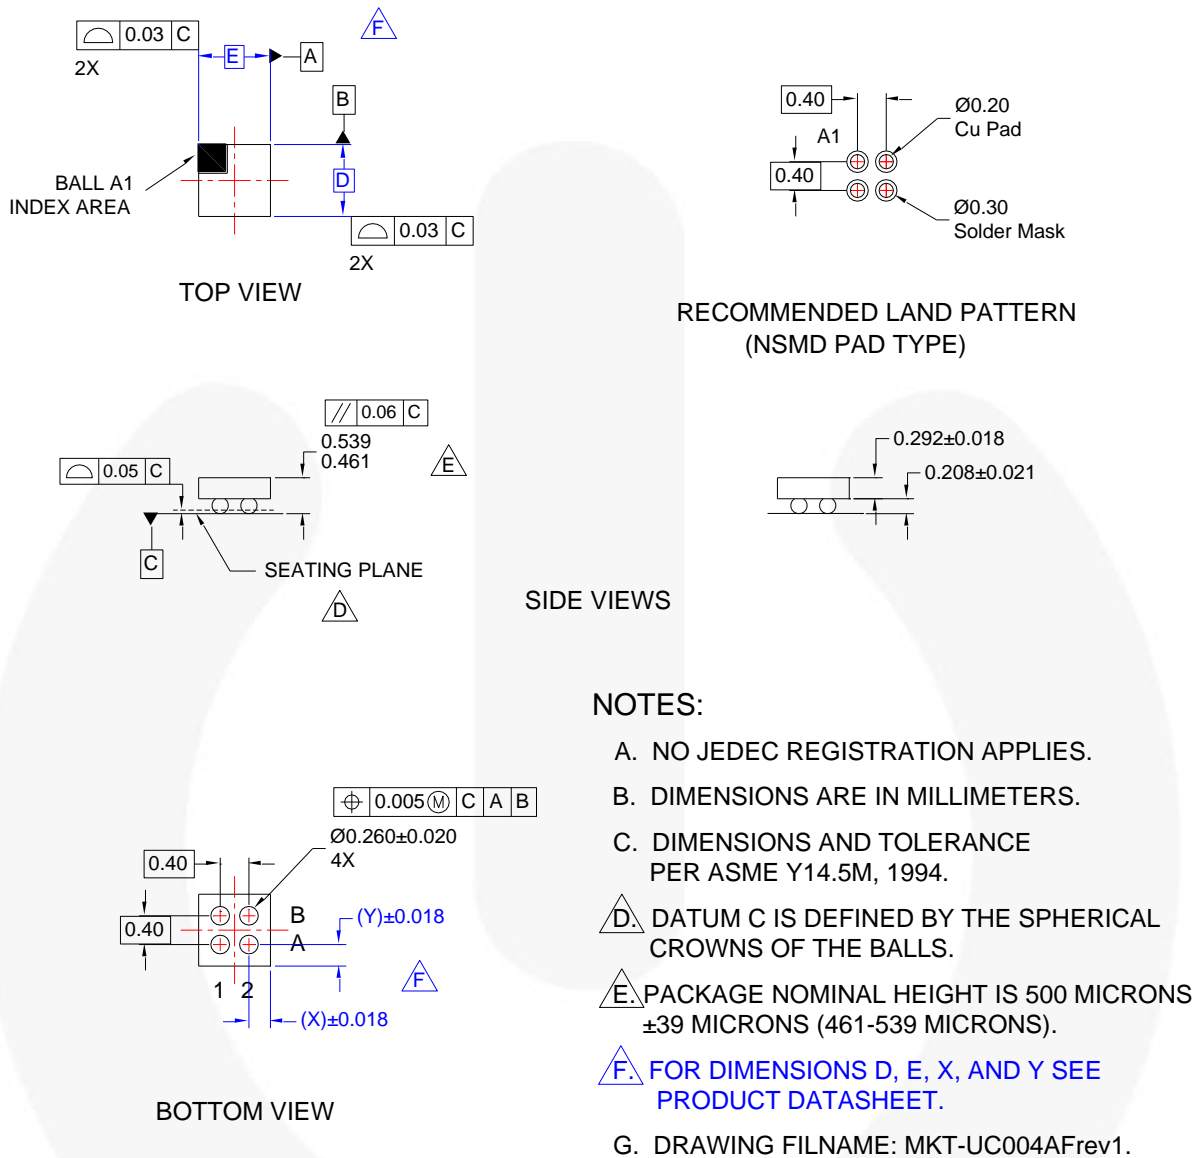 0.03 C
2X
F
E
A
B
D
BALL A1
INDEX AREA
0.03 C
2X
TOP VIEW
0.40
A1
0.40
Ø0.20
Cu Pad
Ø0.30
Solder Mask
RECOMMENDED LAND PATTERN
(NSMD PAD TYPE)
// 0.06 C
0.539
0.461
E
0.05 C
C
SEATING PLANE
D
0.292±0.018
0.208±0.021
SIDE VIEWS
0.005 Ⓜ C A B
Ø0.260±0.020
4X
0.40
0.40
B
A
1 2
(Y)±0.018
F
(X)±0.018
BOTTOM VIEW
NOTES:
A. NO JEDEC REGISTRATION APPLIES.
B. DIMENSIONS ARE IN MILLIMETERS.
C. DIMENSIONS AND TOLERANCE
PER ASME Y14.5M, 1994.
D. DATUM C IS DEFINED BY THE SPHERICAL
CROWNS OF THE BALLS.
E. PACKAGE NOMINAL HEIGHT IS 500 MICRONS
±39 MICRONS (461-539 MICRONS).
F. FOR DIMENSIONS D, E, X, AND Y SEE
PRODUCT DATASHEET.
G. DRAWING FILNAME: MKT-UC004AFrev1.